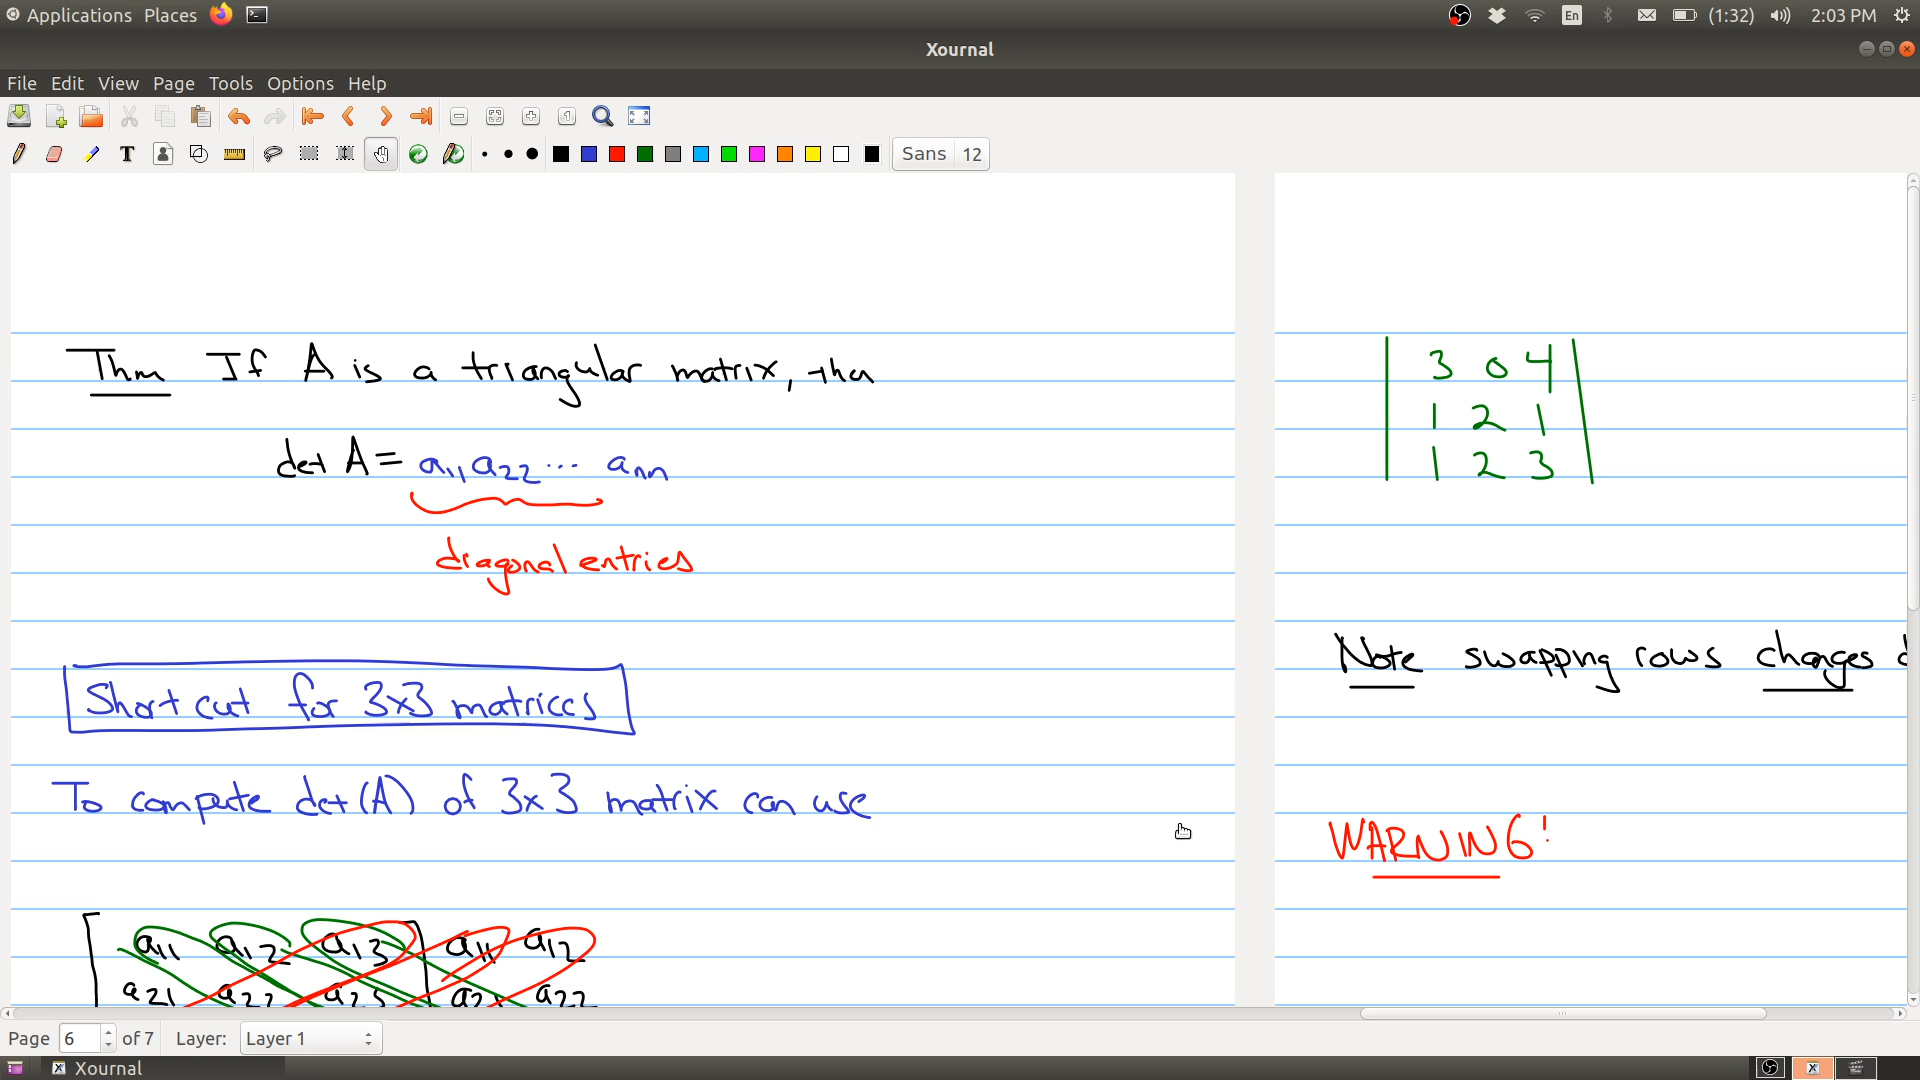 Applications Places En (1:32) 2:03 PM
Xournal
File Edit View Page Tools Options Help
T Sans 12
Thm If A is a triangular matrix, then
det A = a11 a22 ... ann
diagonal entries
Short cut for 3x3 matrices
To compute det (A) of 3x3 matrix can use
a11 a12 a13 a11 a12
a21 a22 a23 a21 a22
3 0 4
1 2 1
1 2 3
Note swapping rows changes
WARNING!
Page 6 of 7 Layer: Layer 1
Xournal